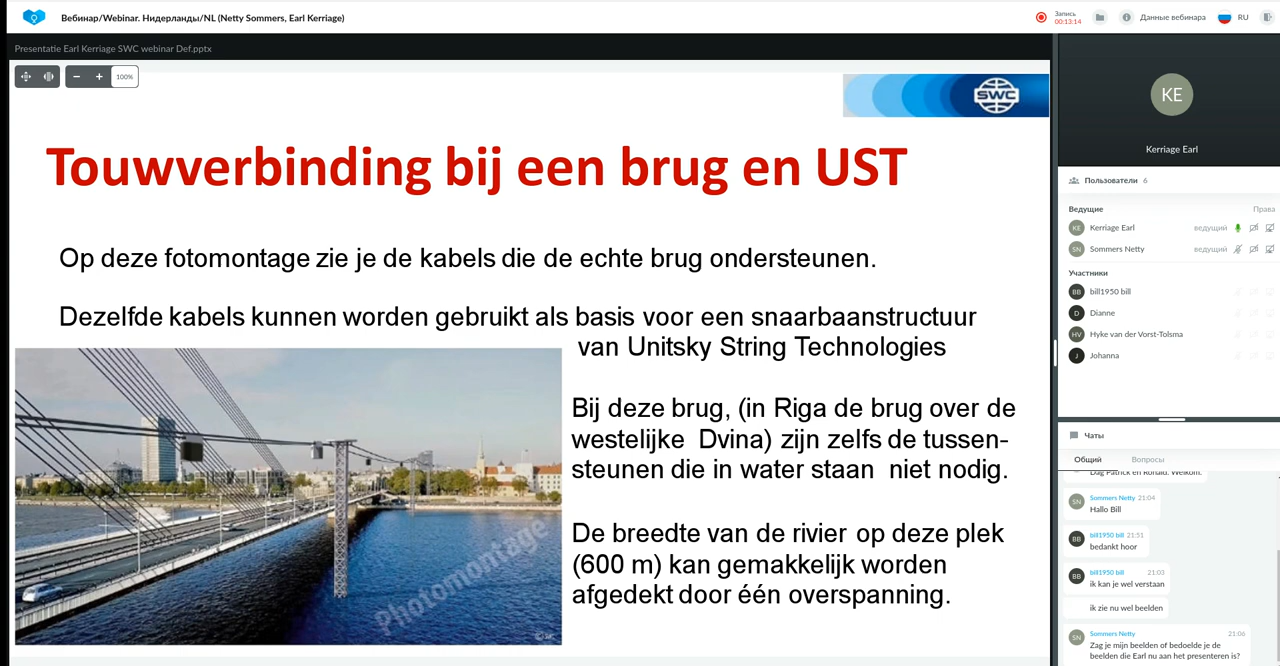 Вебинар/Webinar. Нидерланды/NL (Netty Sommers, Earl Kerriage)
Запись
00:13:14
Данные вебинара
RU
Presentatie Earl Kerriage SWC webinar Def.pptx
100%
SWC
Touwverbinding bij een brug en UST
Op deze fotomontage zie je de kabels die de echte brug ondersteunen.
Dezelfde kabels kunnen worden gebruikt als basis voor een snaarbaanstructuur
van Unitsky String Technologies
Bij deze brug, (in Riga de brug over de
westelijke Dvina) zijn zelfs de tussen-
steunen die in water staan niet nodig.
De breedte van de rivier op deze plek
(600 m) kan gemakkelijk worden
afgedekt door één overspanning.
Photomontage
KE
Kerriage Earl
Пользователи 6
Ведущие Права
KE Kerriage Earl ведущий
SN Sommers Netty ведущий
Участники
BB bill1950 bill
D Dianne
HV Hyke van der Vorst-Tolsma
J Johanna
Чаты
Общий Вопросы
Dag Patrick en Ronald. Welkom.
SN Sommers Netty 21:04
Hallo Bill
BB bill1950 bill 21:51
bedankt hoor
BB bill1950 bill 21:03
ik kan je wel verstaan
ik zie nu wel beelden
SN Sommers Netty 21:06
Zag je mijn beelden of bedoelde je de
beelden die Earl nu aan het presenteren is?